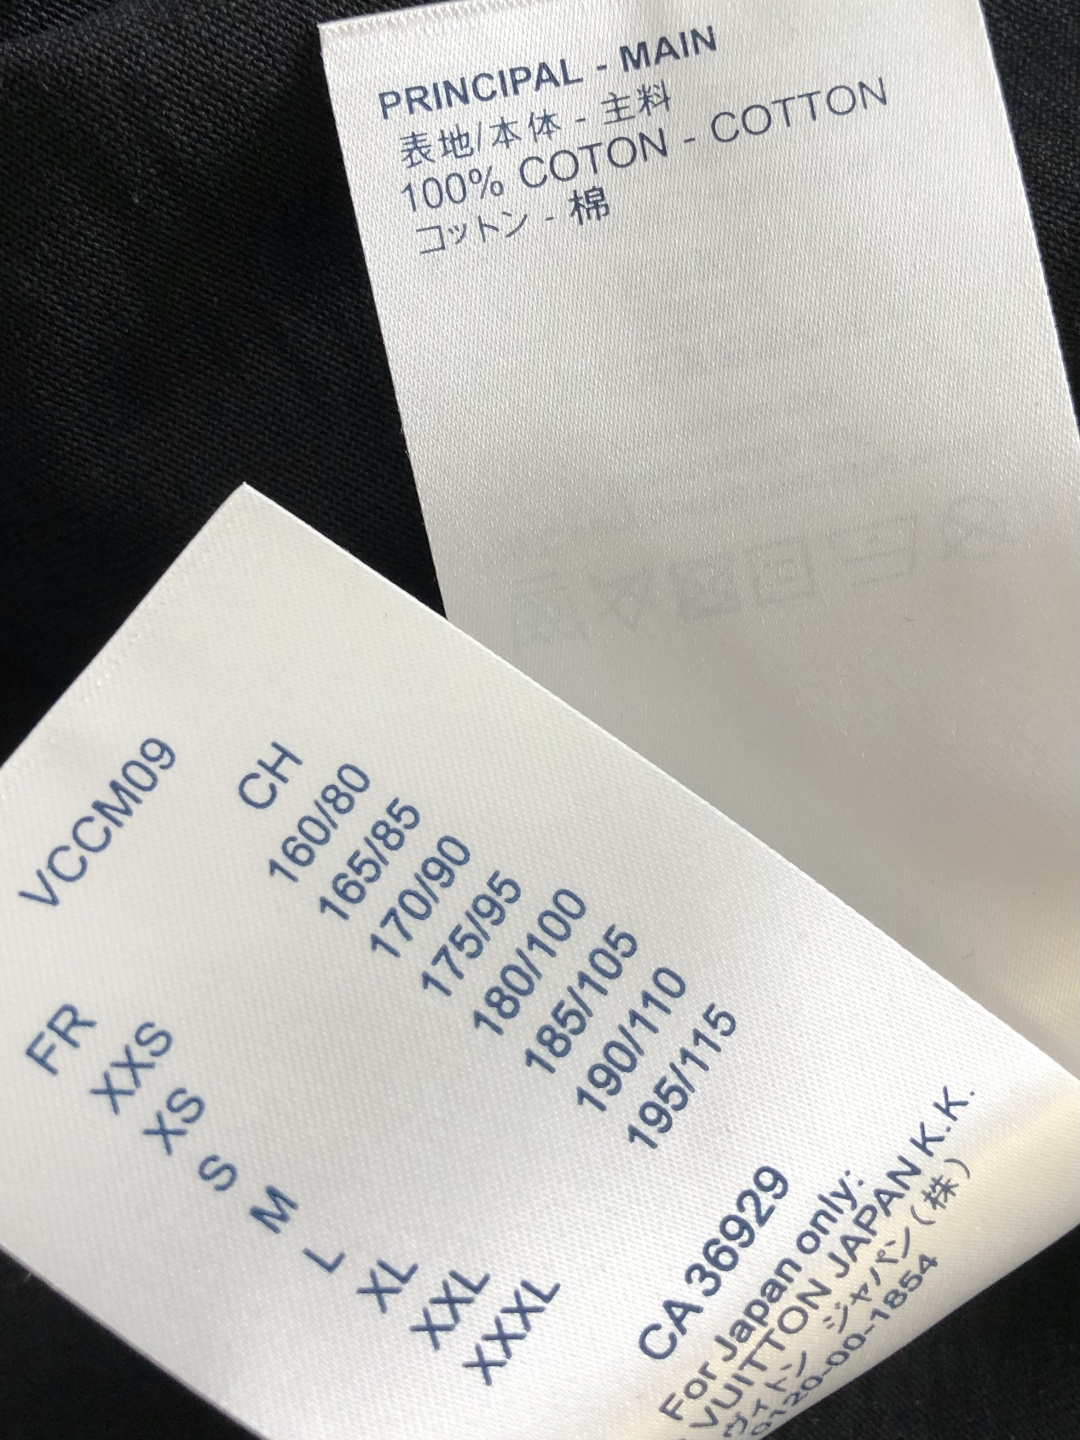 PRINCIPAL - MAIN
表地/本体 - 主料
100% COTON - COTTON
コットン - 棉
VCCM09
FR CH
XXS 160/80
XS 165/85
S 170/90
M 175/95
L 180/100
XL 185/105
XXL 190/110
XXXL 195/115
CA36929
For Japan only:
VUITTON JAPAN K.K.
ヴィトン ジャパン(株)
0120-00-1854